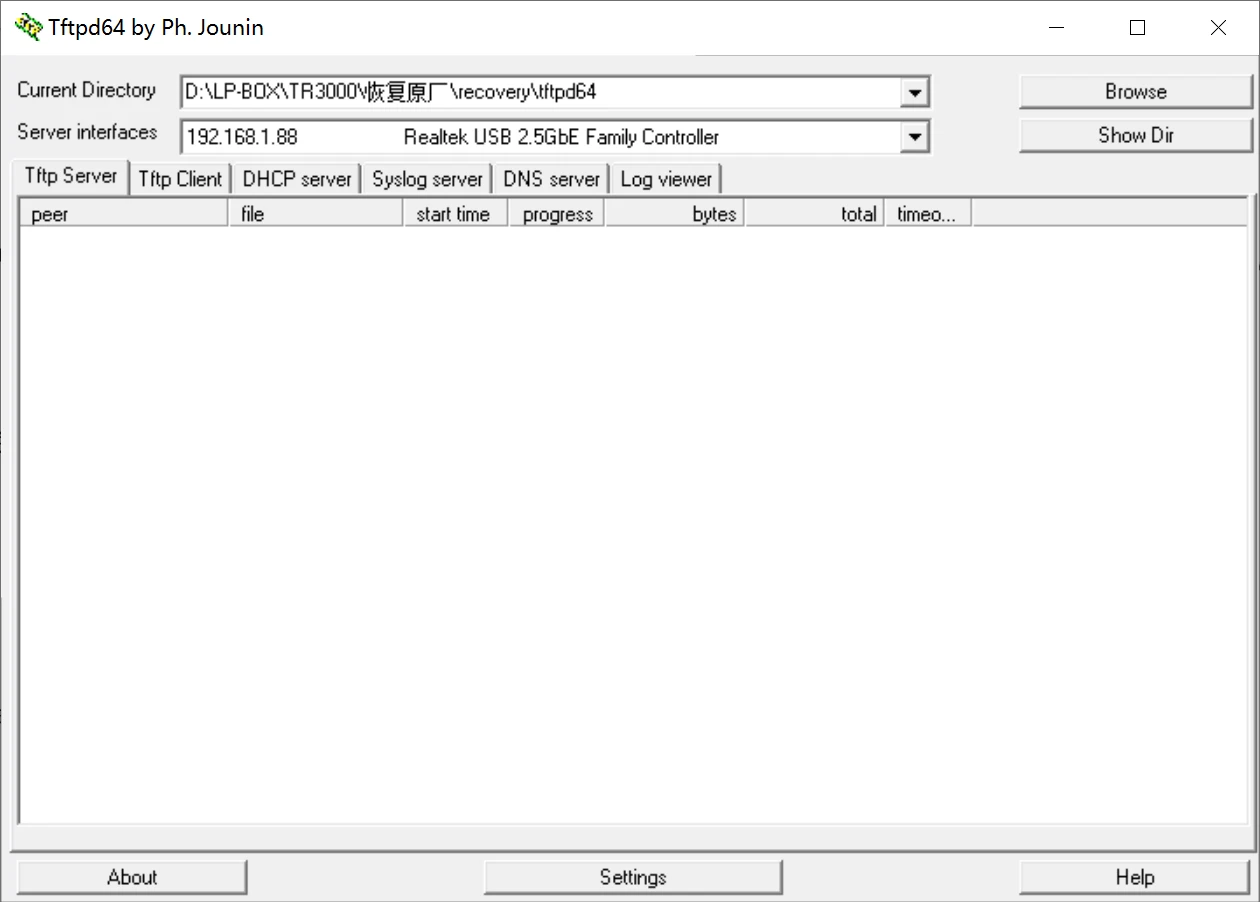 Tftpd64 by Ph. Jounin
Current Directory D:\LP-BOX\TR3000\恢复原厂\recovery\tftpd64 Browse
Server interfaces 192.168.1.88 Realtek USB 2.5GbE Family Controller Show Dir
Tftp Server Tftp Client DHCP server Syslog server DNS server Log viewer
peer file start time progress bytes total timeo...
About Settings Help